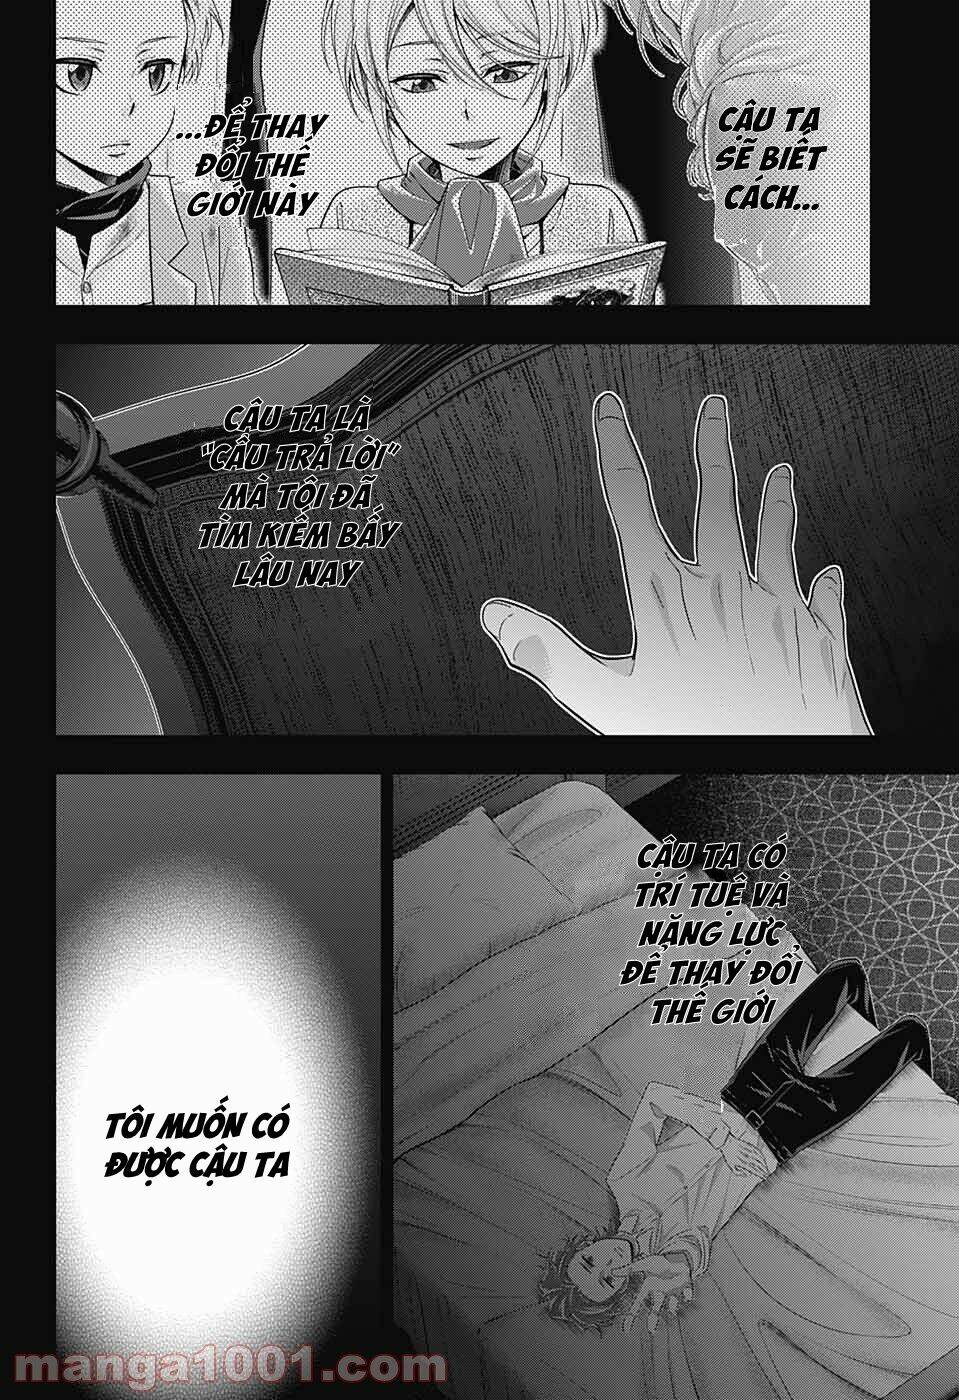 CẬU TA
SẼ BIẾT
CÁCH...
...ĐỂ THAY
ĐỔI THẾ
GIỚI NÀY
CẬU TA LÀ
"CÂU TRẢ LỜI"
MÀ TÔI ĐÃ
TÌM KIẾM BẤY
LÂU NAY
CẬU TA CÓ
TRÍ TUỆ VÀ
NĂNG LỰC
ĐỂ THAY ĐỔI
THẾ GIỚI
TÔI MUỐN CÓ
ĐƯỢC CẬU TA
manga1001.com